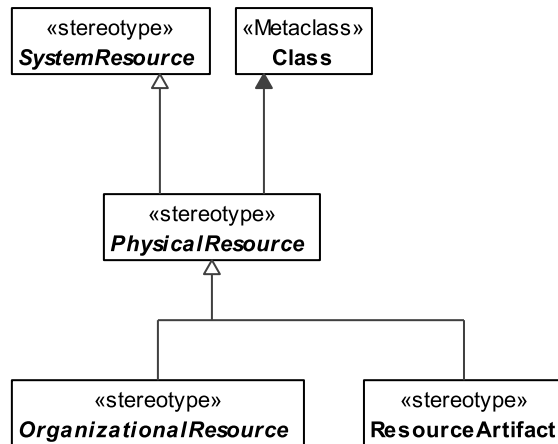 «stereotype»
SystemResource
«Metaclass»
Class
«stereotype»
PhysicalResource
«stereotype»
OrganizationalResource
«stereotype»
ResourceArtifact